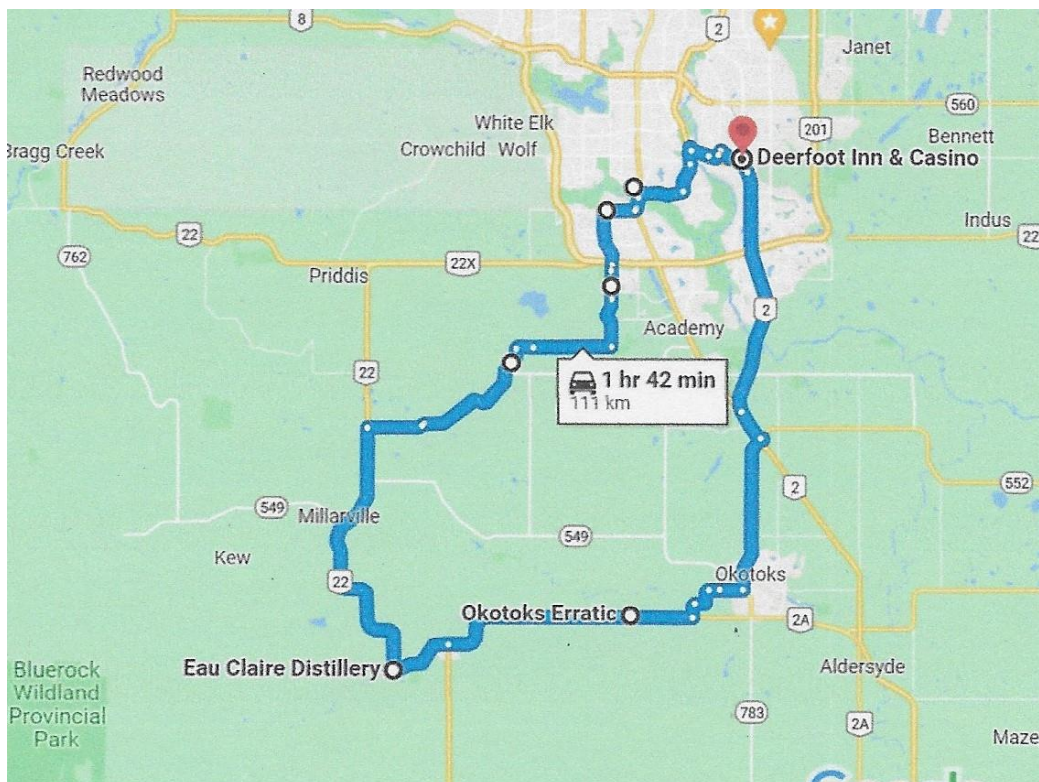 8
2
Janet
Redwood
Meadows
560
White Elk
201
Bennett
Bragg Creek
Crowchild Wolf
Deerfoot Inn & Casino
22
Indus
22
762
22X
Priddis
2
Academy
22
1 hr 42 min
111 km
2
552
549
Millarville
549
Kew
22
Okotoks
Okotoks Erratic
2A
Eau Claire Distillery
Aldersyde
Bluerock
Wildland
Provincial
Park
783
2A
Maze